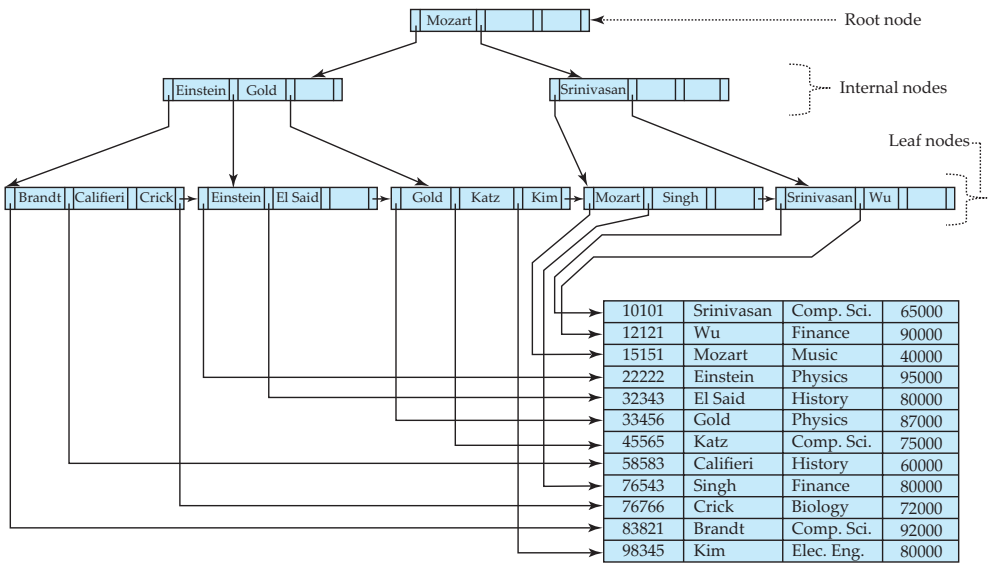 Mozart
Root node
Einstein Gold
Srinivasan
Internal nodes
Leaf nodes
Brandt Califieri Crick
Einstein El Said
Gold Katz Kim
Mozart Singh
Srinivasan Wu
10101 Srinivasan Comp. Sci. 65000
12121 Wu Finance 90000
15151 Mozart Music 40000
22222 Einstein Physics 95000
32343 El Said History 80000
33456 Gold Physics 87000
45565 Katz Comp. Sci. 75000
58583 Califieri History 60000
76543 Singh Finance 80000
76766 Crick Biology 72000
83821 Brandt Comp. Sci. 92000
98345 Kim Elec. Eng. 80000